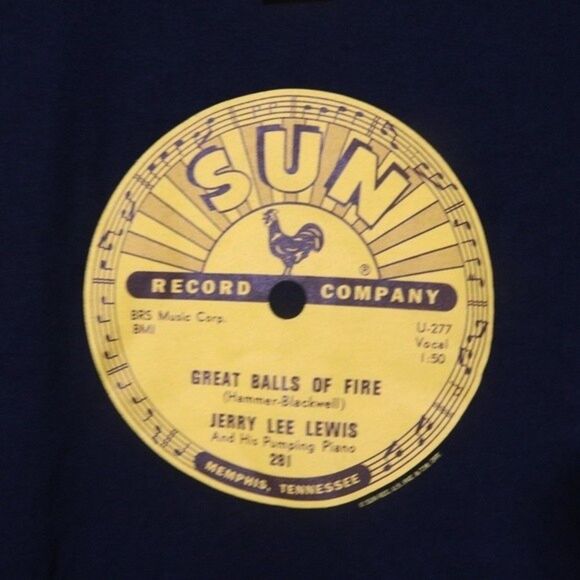 SUN
®
RECORD COMPANY
BRS Music Corp.
BMI
U-277
Vocal
1:50
GREAT BALLS OF FIRE
(Hammer-Blackwell)
JERRY LEE LEWIS
And His Pumping Piano
281
MEMPHIS, TENNESSEE